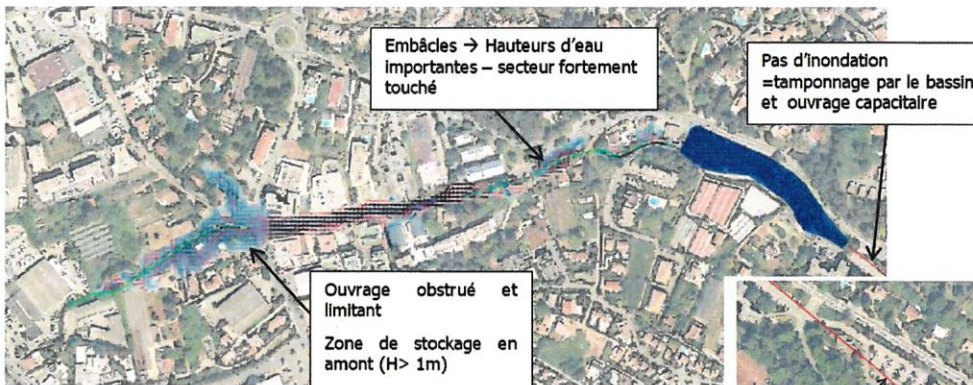 Embâcles → Hauteurs d'eau
importantes – secteur fortement
touché
Pas d'inondation
=tamponnage par le bassin
et ouvrage capacitaire
Ouvrage obstrué et
limitant
Zone de stockage en
amont (H> 1m)